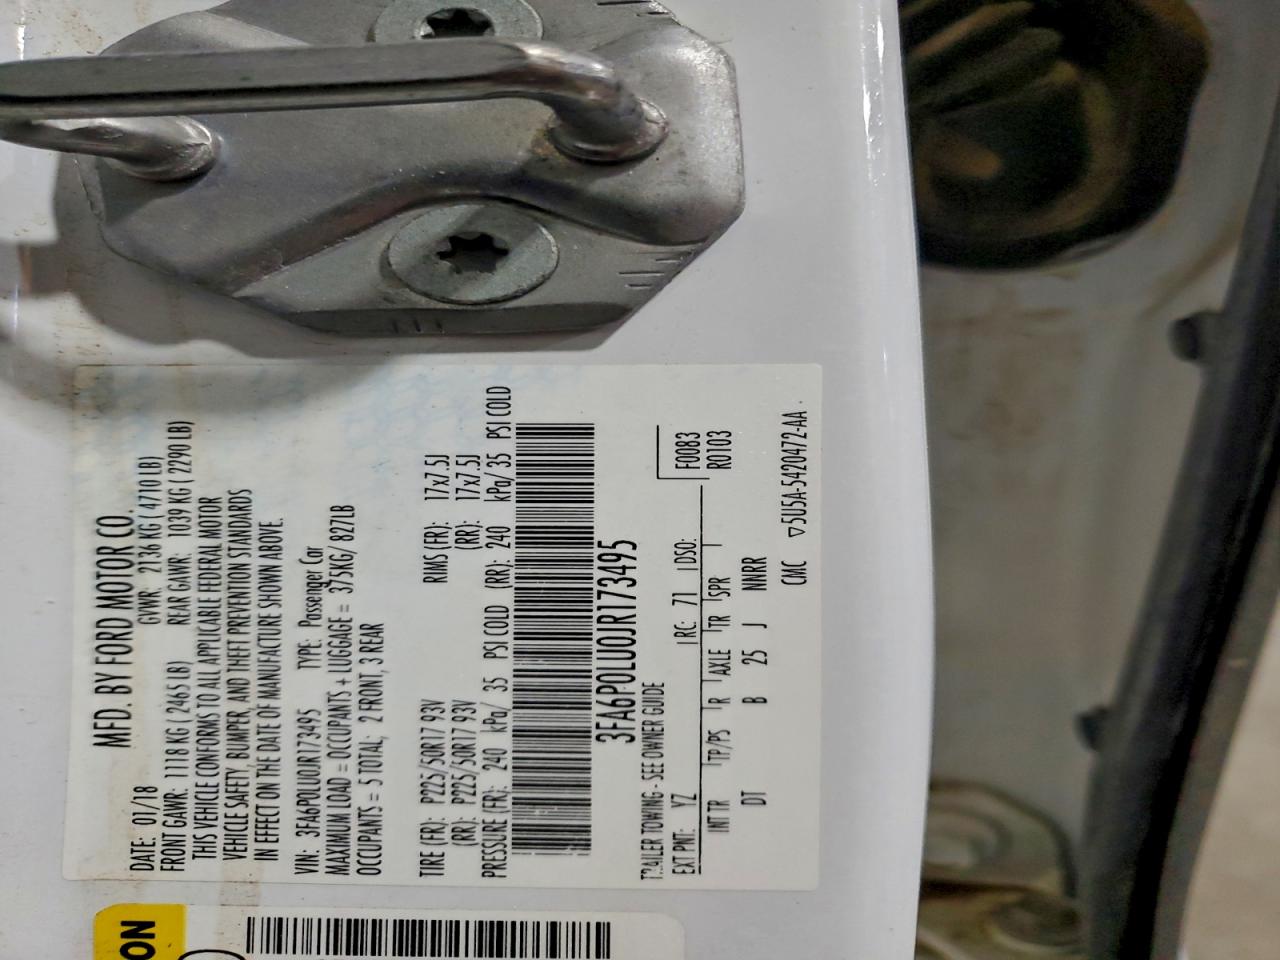 MFD. BY FORD MOTOR CO.
DATE: 01/18 GVWR: 2136 KG ( 4710 LB)
FRONT GAWR: 1118 KG ( 2465 LB) REAR GAWR: 1039 KG ( 2290 LB)
THIS VEHICLE CONFORMS TO ALL APPLICABLE FEDERAL MOTOR
VEHICLE SAFETY, BUMPER, AND THEFT PREVENTION STANDARDS
IN EFFECT ON THE DATE OF MANUFACTURE SHOWN ABOVE.
VIN: 3FA6P0LU0JR173495 TYPE: Passenger Car
MAXIMUM LOAD = OCCUPANTS + LUGGAGE = 375KG/ 827LB
OCCUPANTS = 5 TOTAL; 2 FRONT, 3 REAR
TIRE (FR): P225/50R17 93V RIMS (FR): 17x7.5J
(RR): P225/50R17 93V (RR): 17x7.5J
PRESSURE (FR): 240 kPa/ 35 PSI COLD (RR): 240 kPa/ 35 PSI COLD
3FA6P0LU0JR173495
TRAILER TOWING - SEE OWNER GUIDE
EXT PNT: YZ RC: 71 DSO: F0083
INT TR TP/PS R AXLE TR SPR R0103
DT B 25 J NNRR
CMC ▽5U5A-5420472-AA
ON